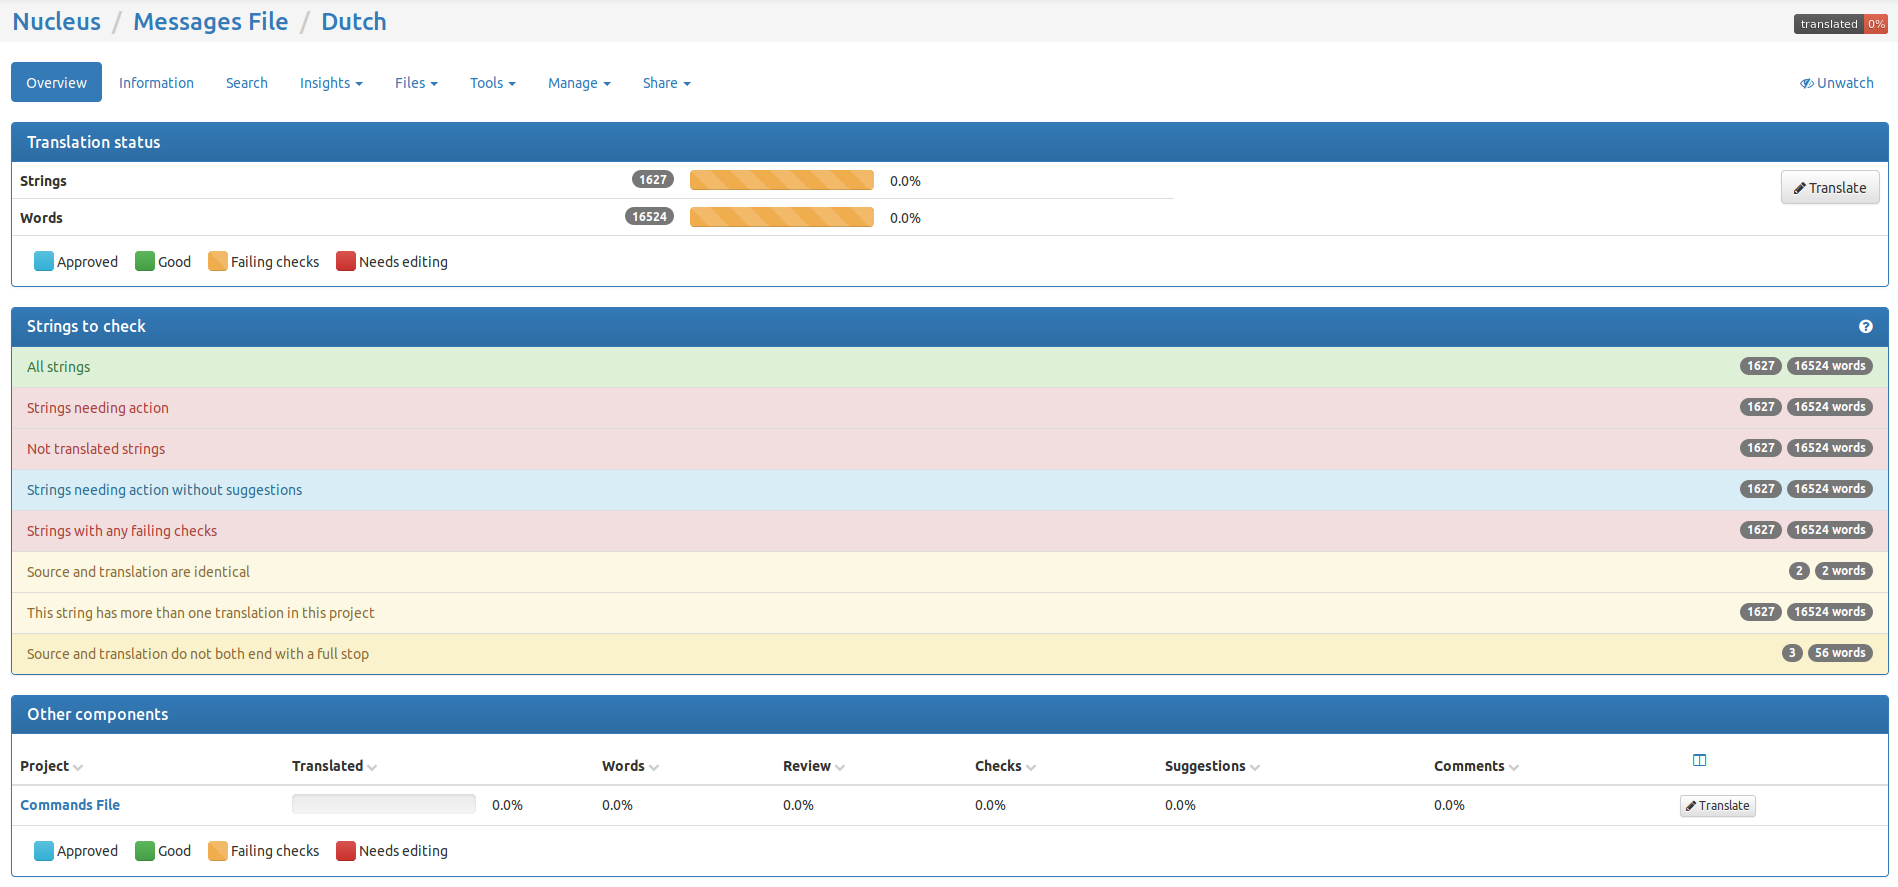 Nucleus / Messages File / Dutch
translated 0%
Overview Information Search Insights Files Tools Manage Share Unwatch
Translation status
Strings 1627 0.0% Translate
Words 16524 0.0%
Approved Good Failing checks Needs editing
Strings to check ?
All strings 1627 16524 words
Strings needing action 1627 16524 words
Not translated strings 1627 16524 words
Strings needing action without suggestions 1627 16524 words
Strings with any failing checks 1627 16524 words
Source and translation are identical 2 2 words
This string has more than one translation in this project 1627 16524 words
Source and translation do not both end with a full stop 3 56 words
Other components
Project Translated Words Review Checks Suggestions Comments
Commands File 0.0% 0.0% 0.0% 0.0% 0.0% 0.0% Translate
Approved Good Failing checks Needs editing